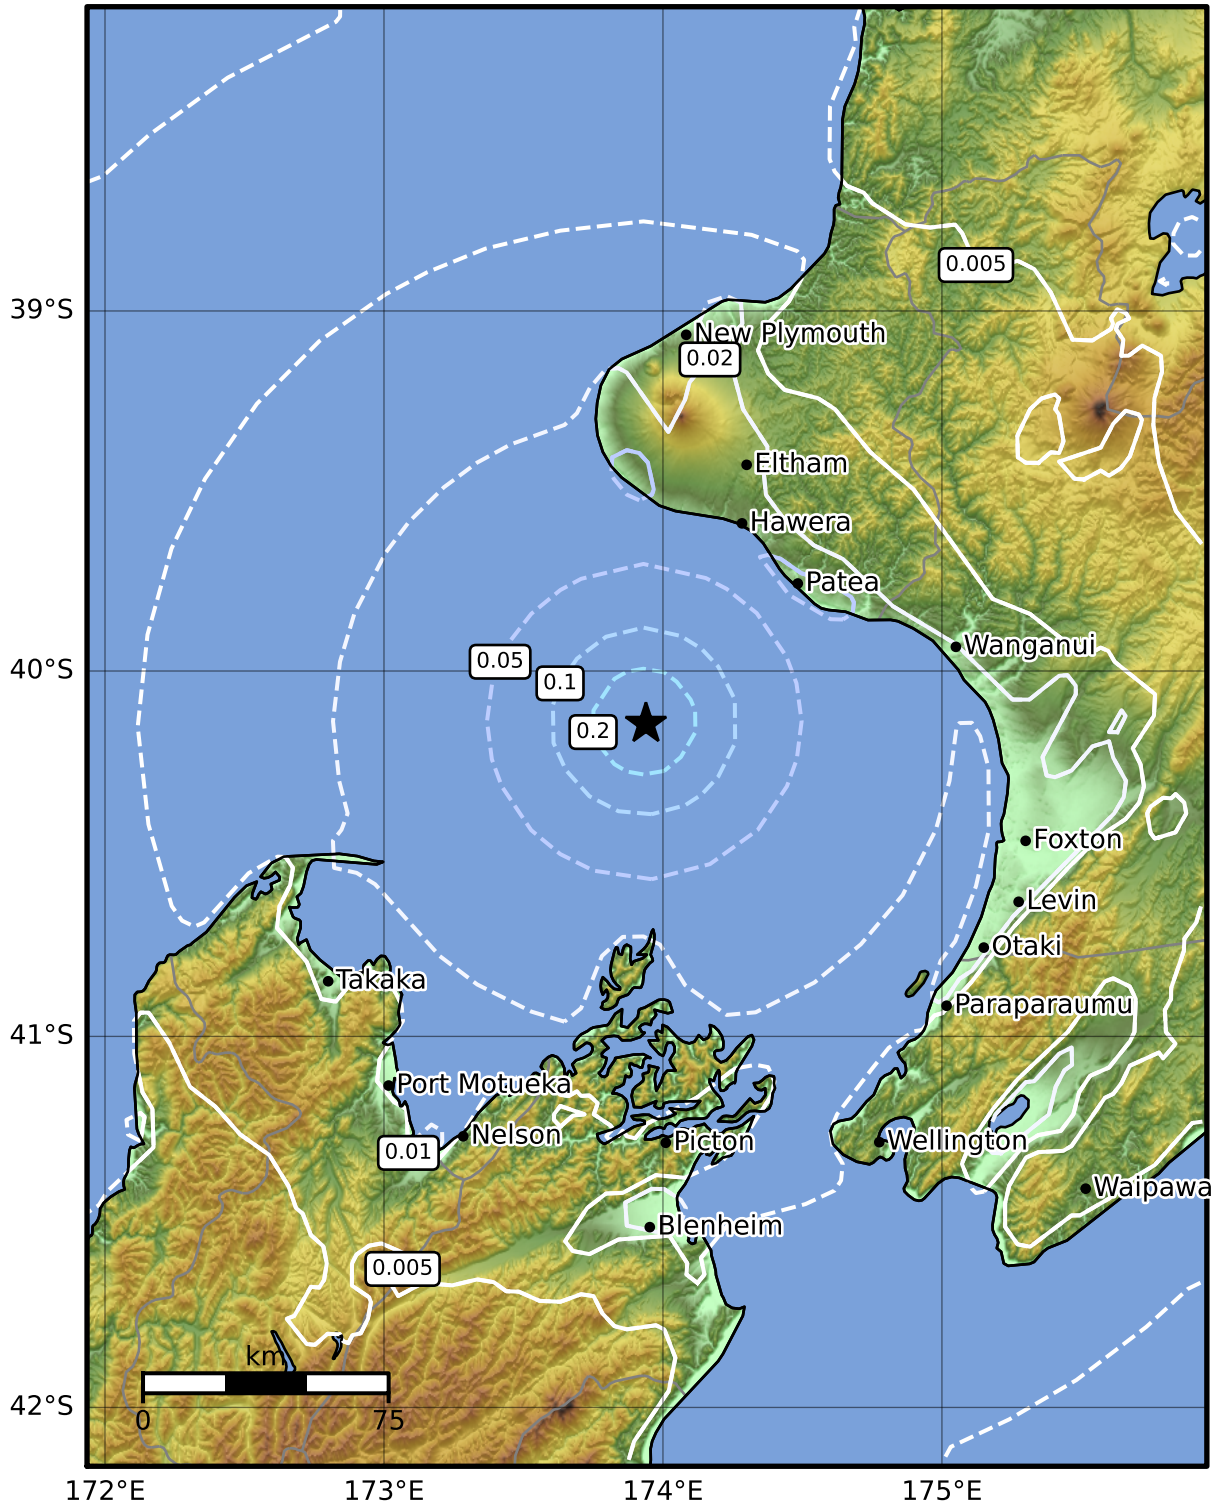 0.005
39°S
New Plymouth
0.02
Eltham
Hawera
Patea
Wanganui
0.05
40°S
0.1
0.2
Foxton
Levin
Otaki
Takaka
Paraparaumu
41°S
Port Motueka
Nelson
Picton
Wellington
0.01
Waipawa
Blenheim
0.005
km
42°S
0 75
172°E 173°E 174°E 175°E